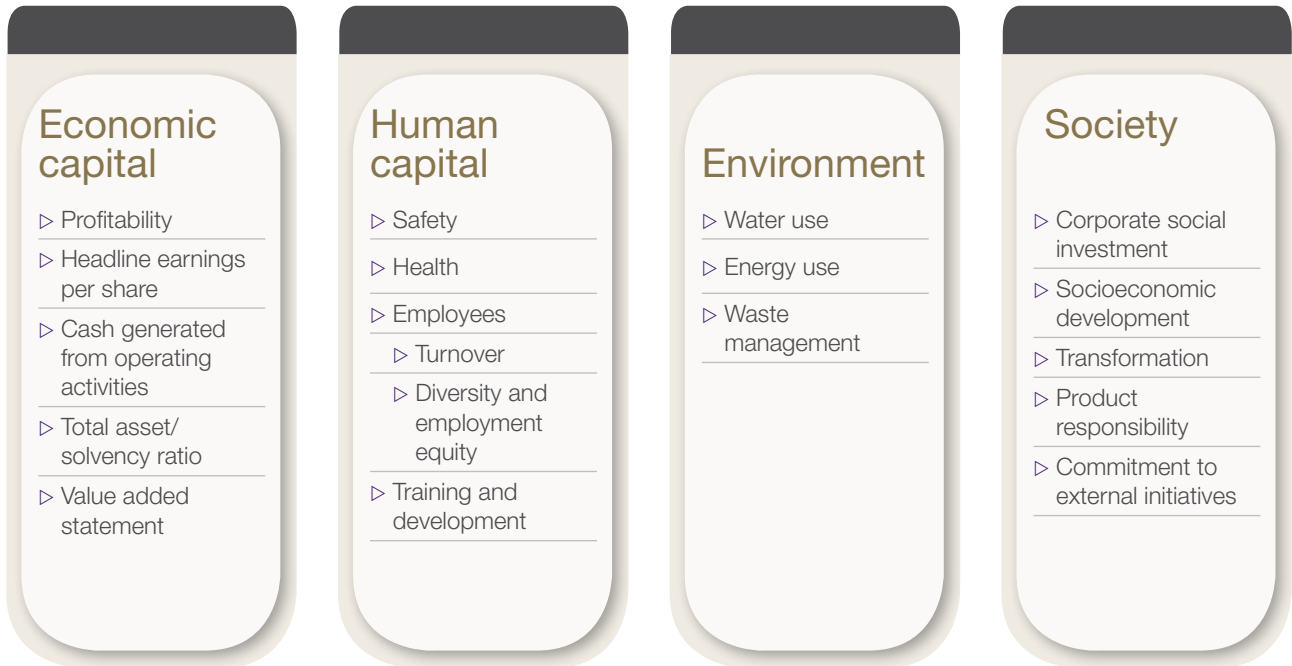 Economic
capital
▷ Profitability
▷ Headline earnings
per share
▷ Cash generated
from operating
activities
▷ Total asset/
solvency ratio
▷ Value added
statement
Human
capital
▷ Safety
▷ Health
▷ Employees
▷ Turnover
▷ Diversity and
employment
equity
▷ Training and
development
Environment
▷ Water use
▷ Energy use
▷ Waste
management
Society
▷ Corporate social
investment
▷ Socioeconomic
development
▷ Transformation
▷ Product
responsibility
▷ Commitment to
external initiatives